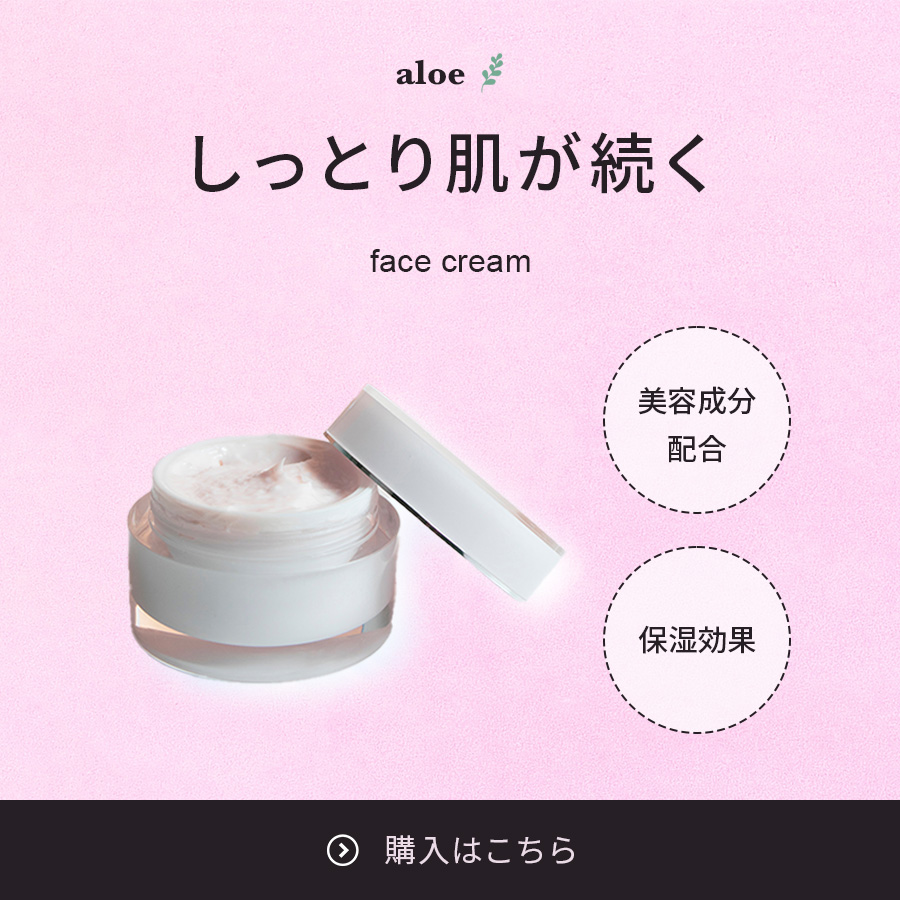 aloe
しっとり肌が続く
face cream
美容成分
配合
保湿効果
購入はこちら